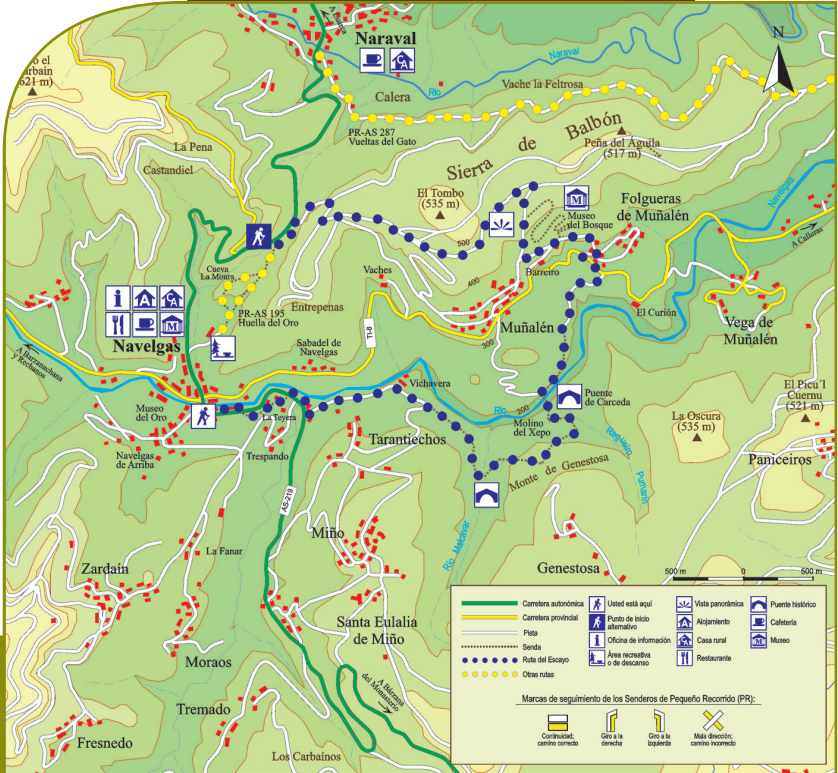 A Luarca
Naraval
Naraval
Río
Calera
Vache la Feltrosa
N
(621 m)
PR-AS 287
Vueltas del Gato
Sierra de Balbón
Peña del Águila
(517 m)
La Pena
Castandiel
El Tombo
(535 m)
Museo
del Bosque
Folgueras
de Muñalén
Navelgas
A Calleras
500
400
300
200
Cueva
La Moura
Vaches
Barreiro
Entrepenas
PR-AS 195
Huella del Oro
TI-8
Muñalén
El Curión
Vega de
Muñalén
Navelgas
Sabadel de
Navelgas
A Barzanachana
y Rechanos
Museo
del Oro
La Teyera
Vichavera
Río
Puente
de Carceda
Molino
del Xepo
El Picu'l
Cuernu
(521 m)
La Oscura
(535 m)
Navelgas
de Arriba
Trespando
Tarantiechos
Regueiro Pumarín
Paniceiros
Monte de Genestosa
AS-219
Río Malcavar
La Fanar
Miño
Zardaín
Genestosa
500 m
0
500 m
Santa Eulalia
de Miño
Moraos
A Bárzana
del Monasterio
Tremado
Fresnedo
Los Carbaínos
Carretera autonómica
Carretera provincial
Pista
Senda
Ruta del Escayo
Otras rutas
Usted está aquí
Punto de inicio
alternativo
Oficina de información
Área recreativa
o de descanso
Vista panorámica
Alojamiento
Casa rural
Restaurante
Puente histórico
Cafetería
Museo
Marcas de seguimiento de los Senderos de Pequeño Recorrido (PR):
Continuidad;
camino correcto
Giro a la
derecha
Giro a la
izquierda
Mala dirección;
camino incorrecto